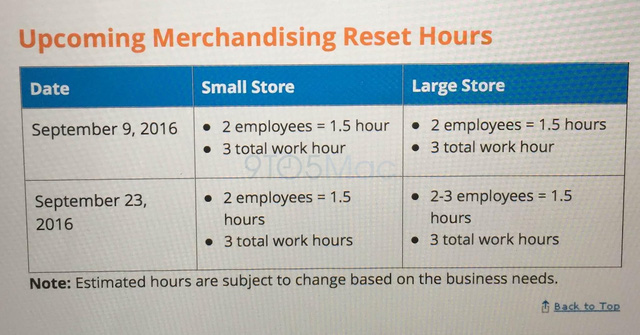 Upcoming Merchandising Reset Hours
Date Small Store Large Store
September 9, 2016
• 2 employees = 1.5 hour
• 3 total work hour
• 2 employees = 1.5 hours
• 3 total work hour
9TO5Mac
September 23,
2016
• 2 employees = 1.5
hours
• 3 total work hours
• 2-3 employees = 1.5
hours
• 3 total work hours
Note: Estimated hours are subject to change based on the business needs.
Back to Top